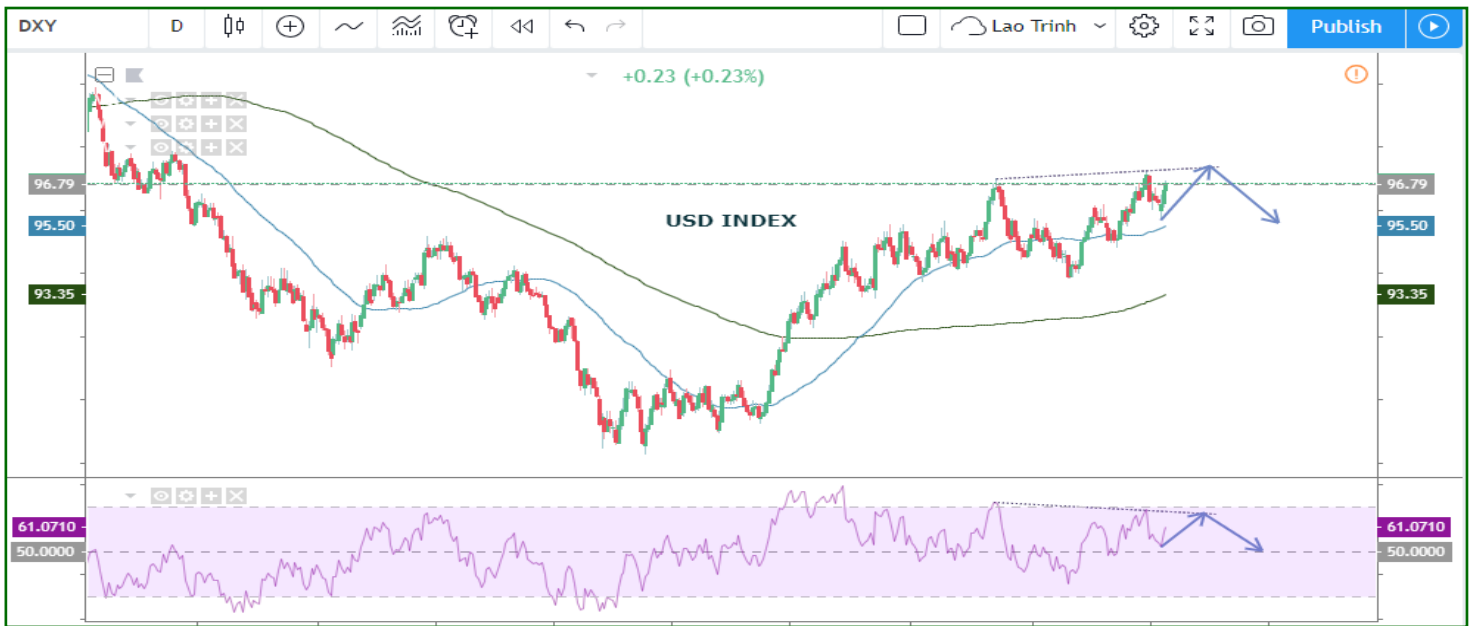 DXY D Lao Trinh Publish
+0.23 (+0.23%)
96.79 96.79
95.50 USD INDEX 95.50
93.35 93.35
61.0710 61.0710
50.0000 50.0000